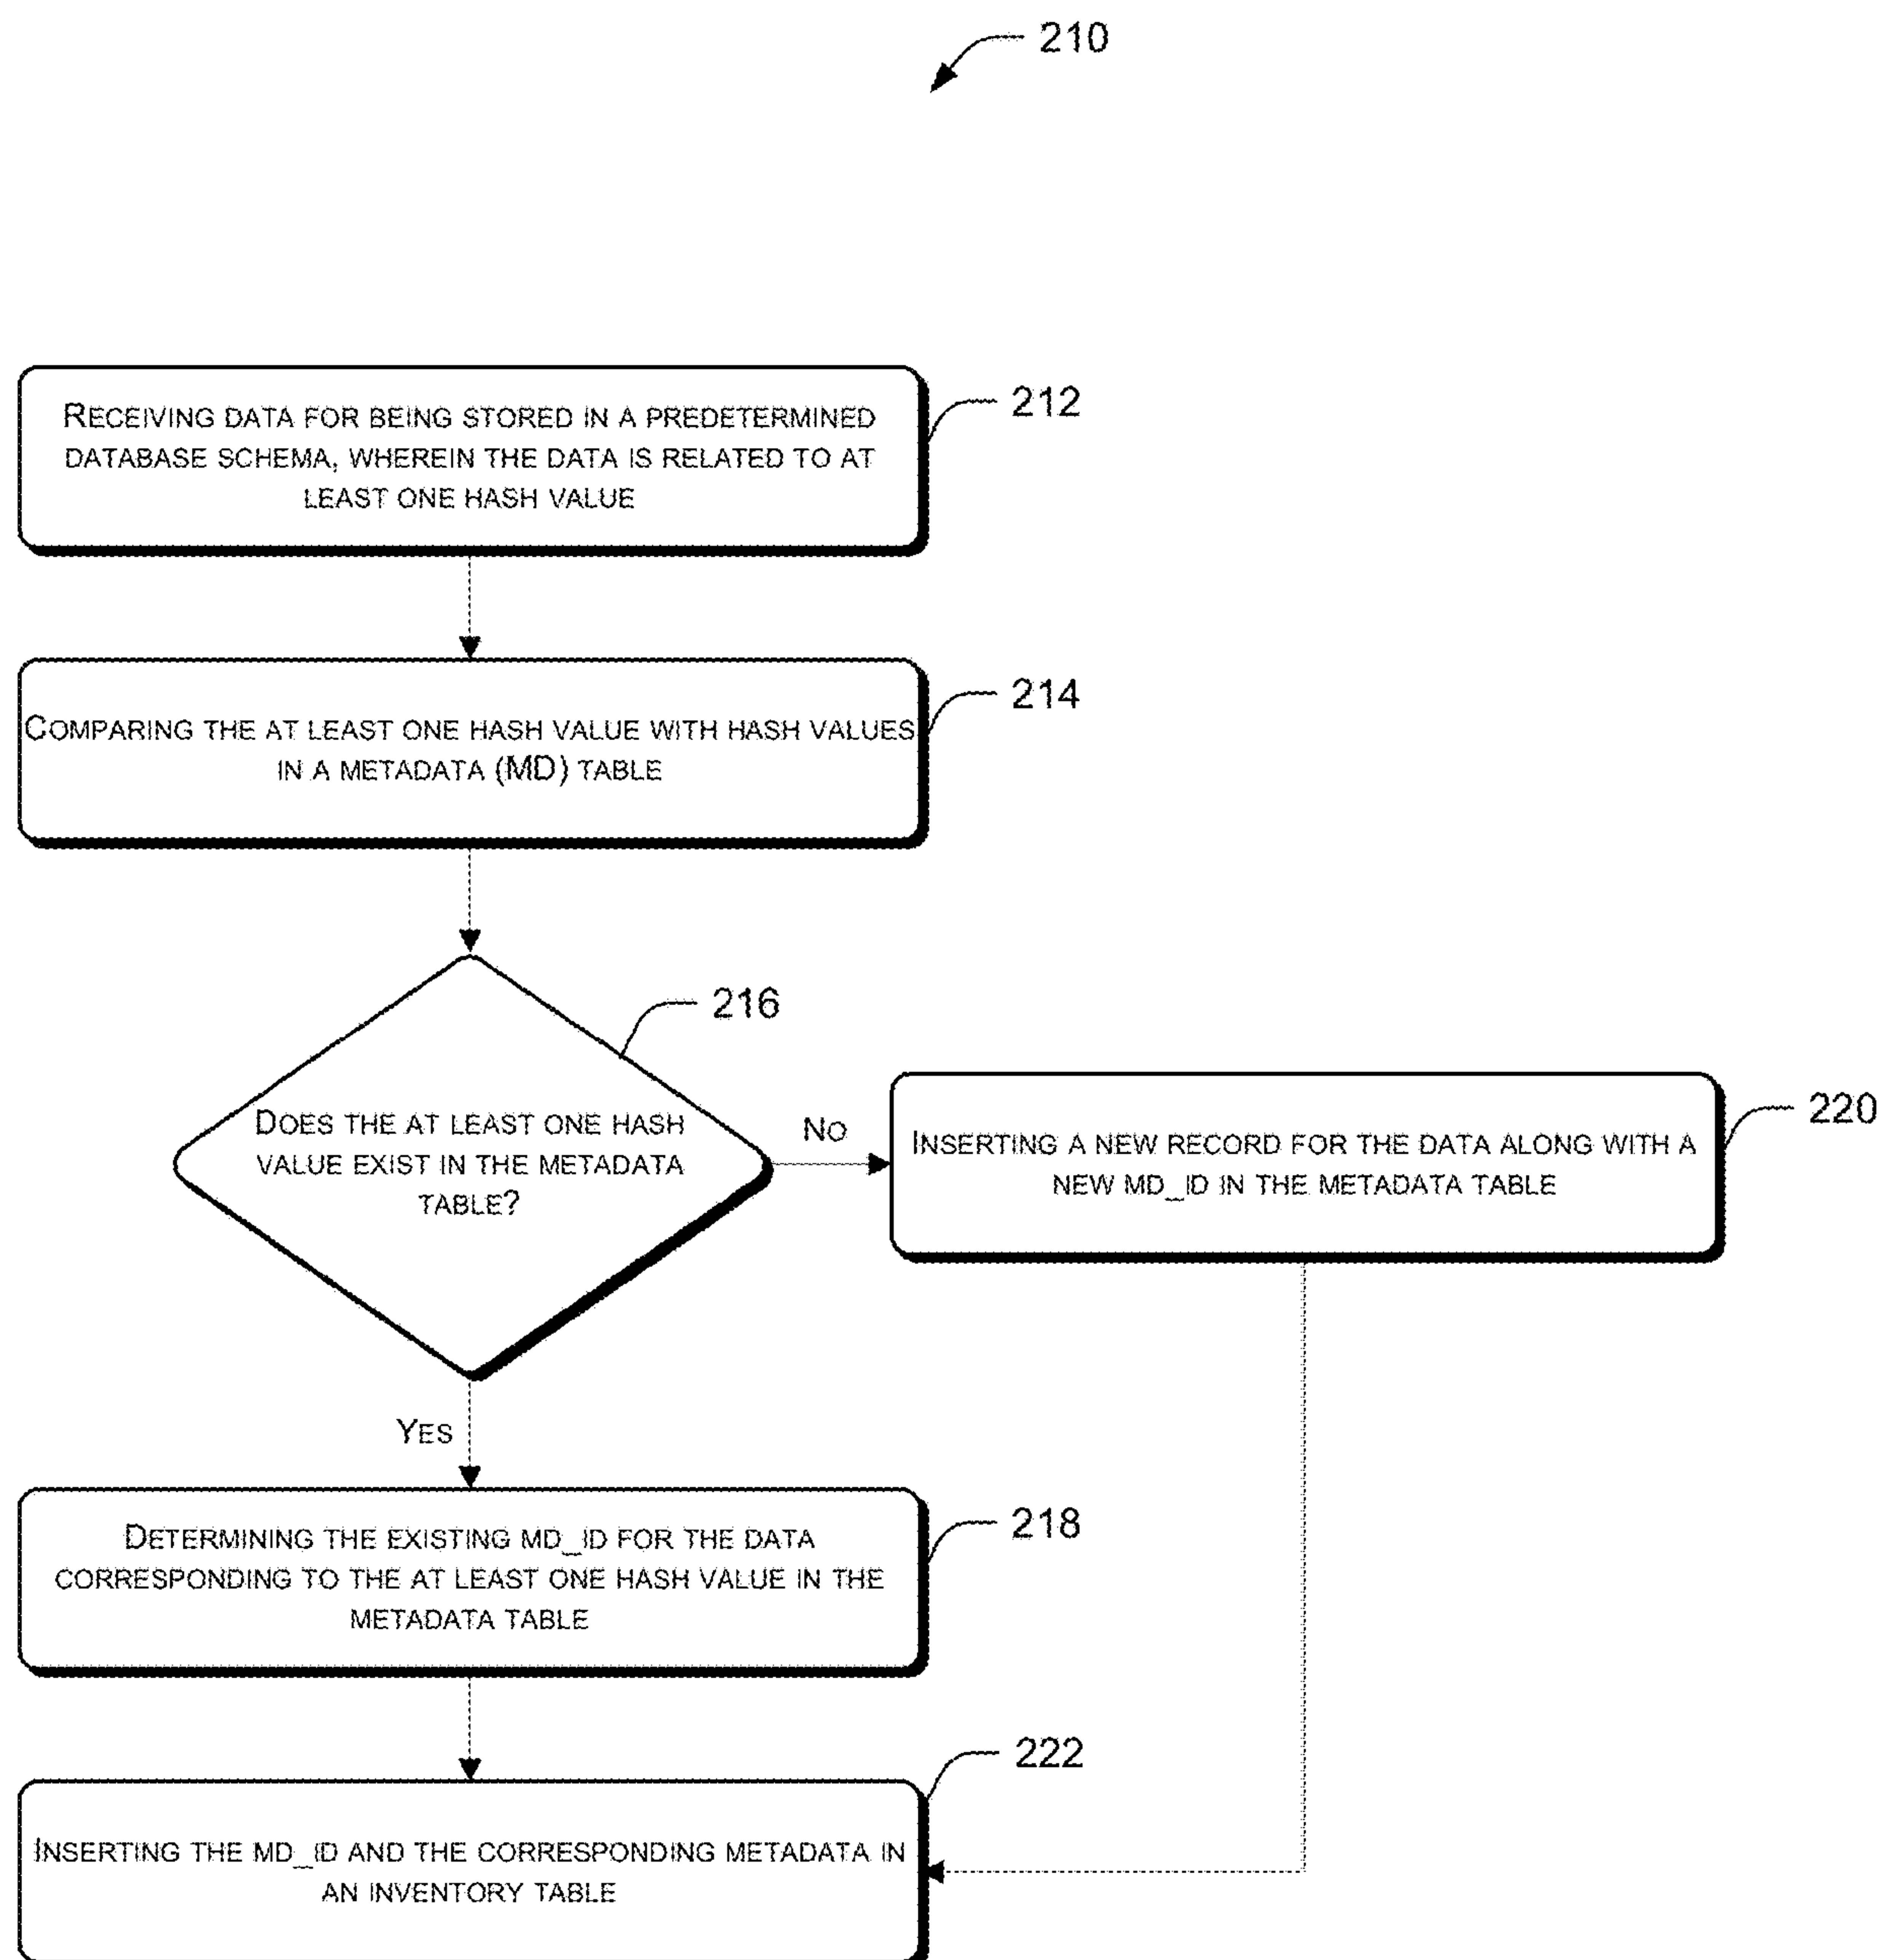 210
RECEIVING DATA FOR BEING STORED IN A PREDETERMINED
DATABASE SCHEMA, WHEREIN THE DATA IS RELATED TO AT
LEAST ONE HASH VALUE
212
COMPARING THE AT LEAST ONE HASH VALUE WITH HASH VALUES
IN A METADATA (MD) TABLE
214
216
DOES THE AT LEAST ONE HASH
VALUE EXIST IN THE METADATA
TABLE?
NO
INSERTING A NEW RECORD FOR THE DATA ALONG WITH A
NEW MD_ID IN THE METADATA TABLE
220
YES
DETERMINING THE EXISTING MD_ID FOR THE DATA
CORRESPONDING TO THE AT LEAST ONE HASH VALUE IN THE
METADATA TABLE
218
INSERTING THE MD_ID AND THE CORRESPONDING METADATA IN
AN INVENTORY TABLE
222